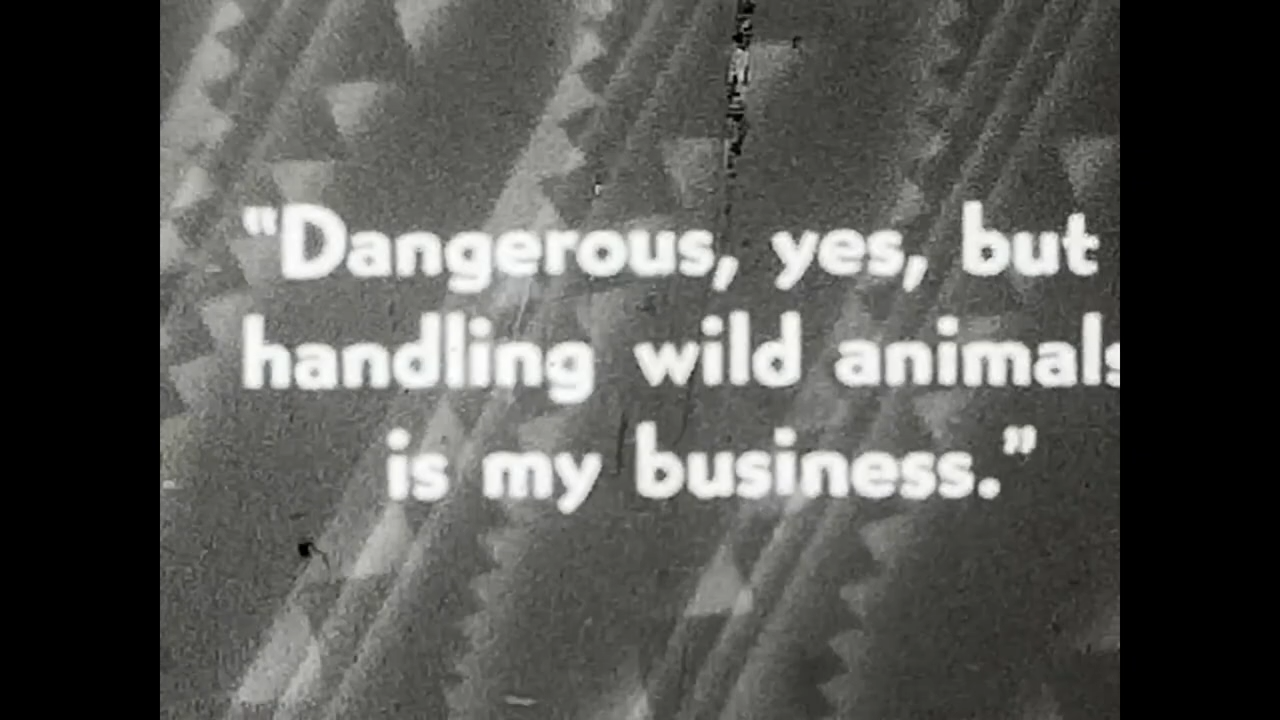 "Dangerous, yes, but
handling wild animals
is my business."